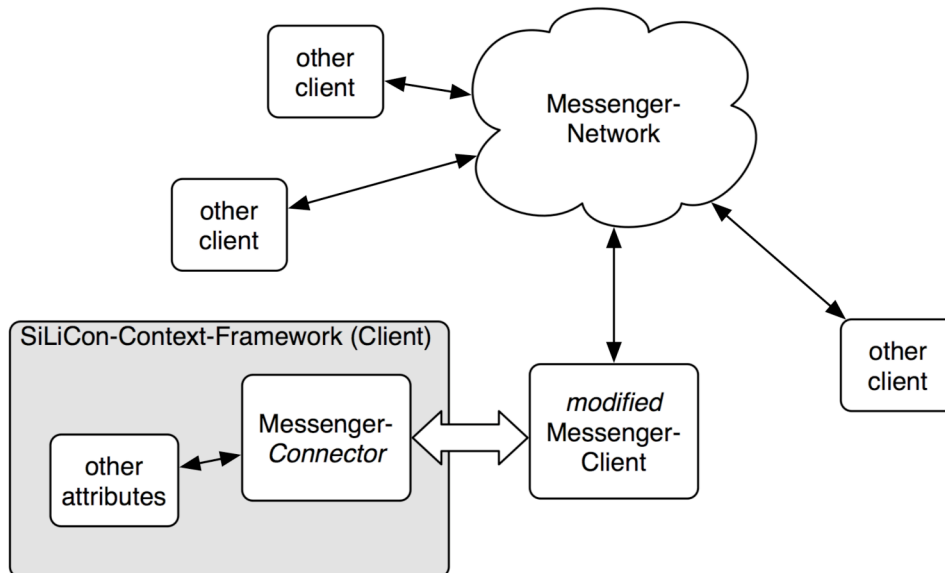 other
client
Messenger-
Network
other
client
SiLiCon-Context-Framework (Client)
other
client
modified
Messenger-
Client
Messenger-
Connector
other
attributes